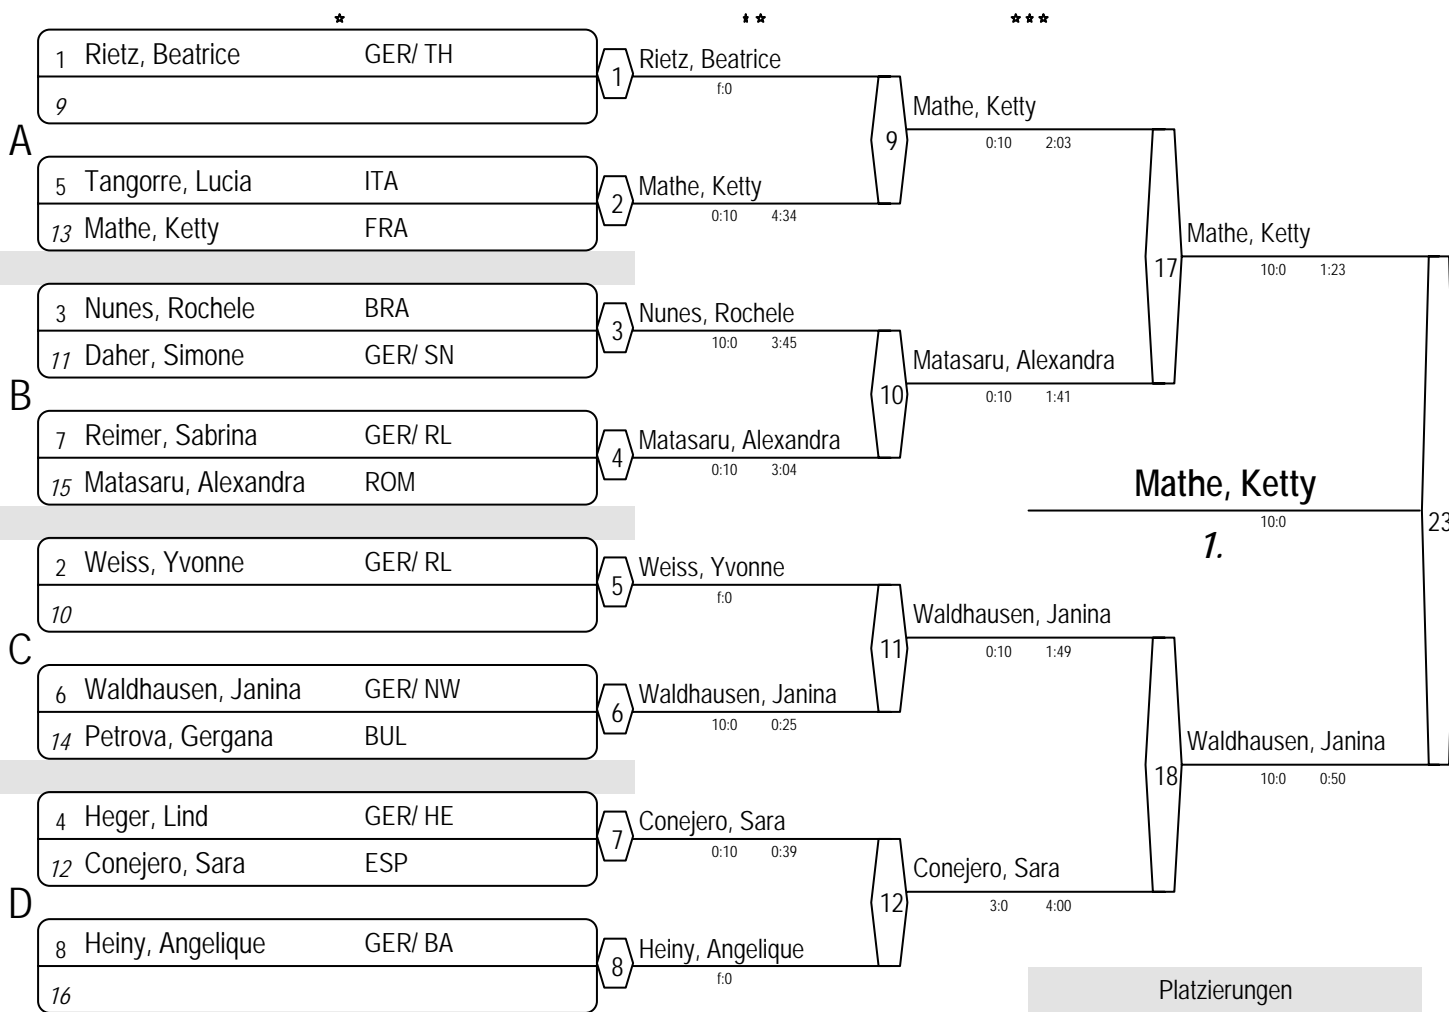 * ** ***
1 Rietz, Beatrice GER/ TH
9
1 Rietz, Beatrice
f:0
A
5 Tangorre, Lucia ITA
13 Mathe, Ketty FRA
2 Mathe, Ketty
0:10 4:34
9 Mathe, Ketty
0:10 2:03
3 Nunes, Rochele BRA
11 Daher, Simone GER/ SN
3 Nunes, Rochele
10:0 3:45
B
7 Reimer, Sabrina GER/ RL
15 Matasaru, Alexandra ROM
4 Matasaru, Alexandra
0:10 3:04
10 Matasaru, Alexandra
0:10 1:41
17 Mathe, Ketty
10:0 1:23
2 Weiss, Yvonne GER/ RL
10
5 Weiss, Yvonne
f:0
C
6 Waldhausen, Janina GER/ NW
14 Petrova, Gergana BUL
6 Waldhausen, Janina
10:0 0:25
11 Waldhausen, Janina
0:10 1:49
4 Heger, Lind GER/ HE
12 Conejero, Sara ESP
7 Conejero, Sara
0:10 0:39
D
8 Heiny, Angelique GER/ BA
16
8 Heiny, Angelique
f:0
12 Conejero, Sara
3:0 4:00
18 Waldhausen, Janina
10:0 0:50
23 Mathe, Ketty
10:0
1.
Platzierungen